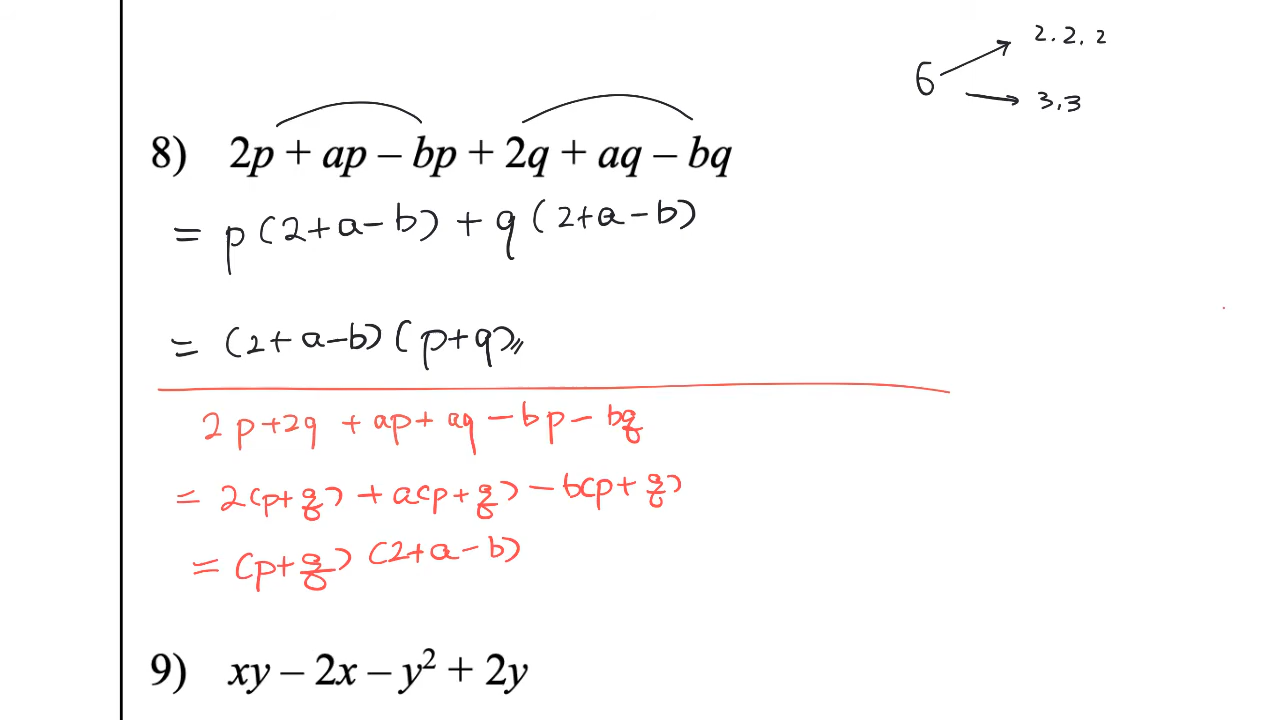 6 → 2.2.2
→ 3,3
8) 2p + ap – bp + 2q + aq – bq
= p(2+a-b) + q(2+a-b)
= (2+a-b)(p+q)
2p+2q + ap+aq - bp - bq
= 2(p+q) + a(p+q) - b(p+q)
= (p+q)(2+a-b)
9) xy – 2x – y² + 2y